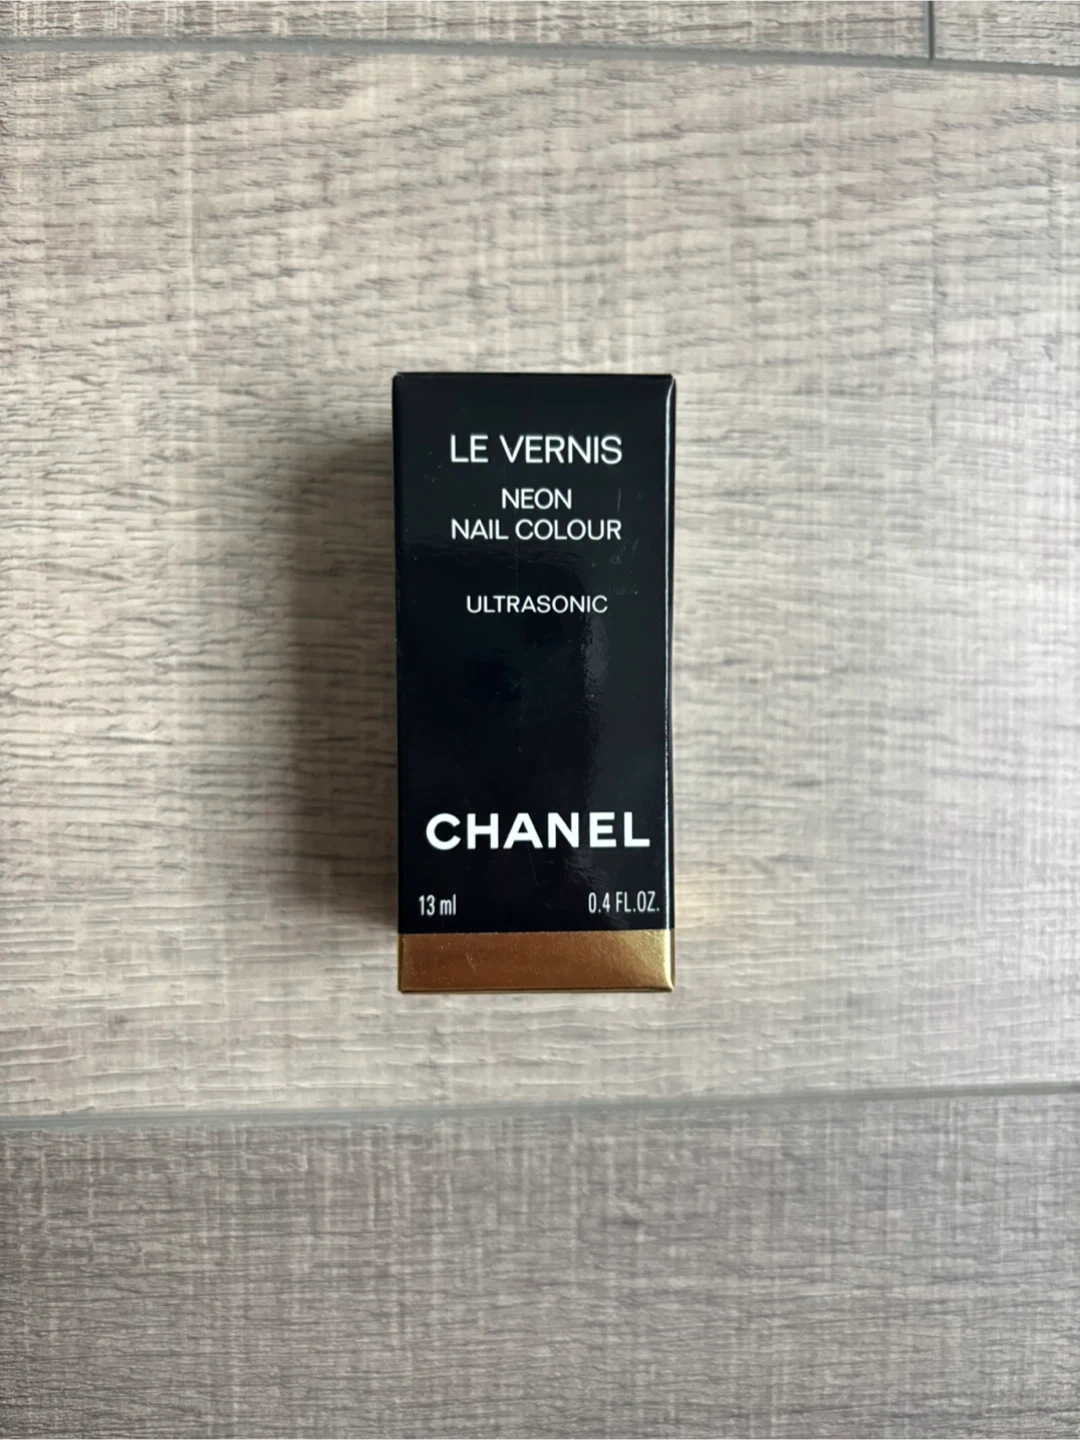 LE VERNIS
NEON
NAIL COLOUR
ULTRASONIC
CHANEL
13 ml 0.4 FL.OZ.